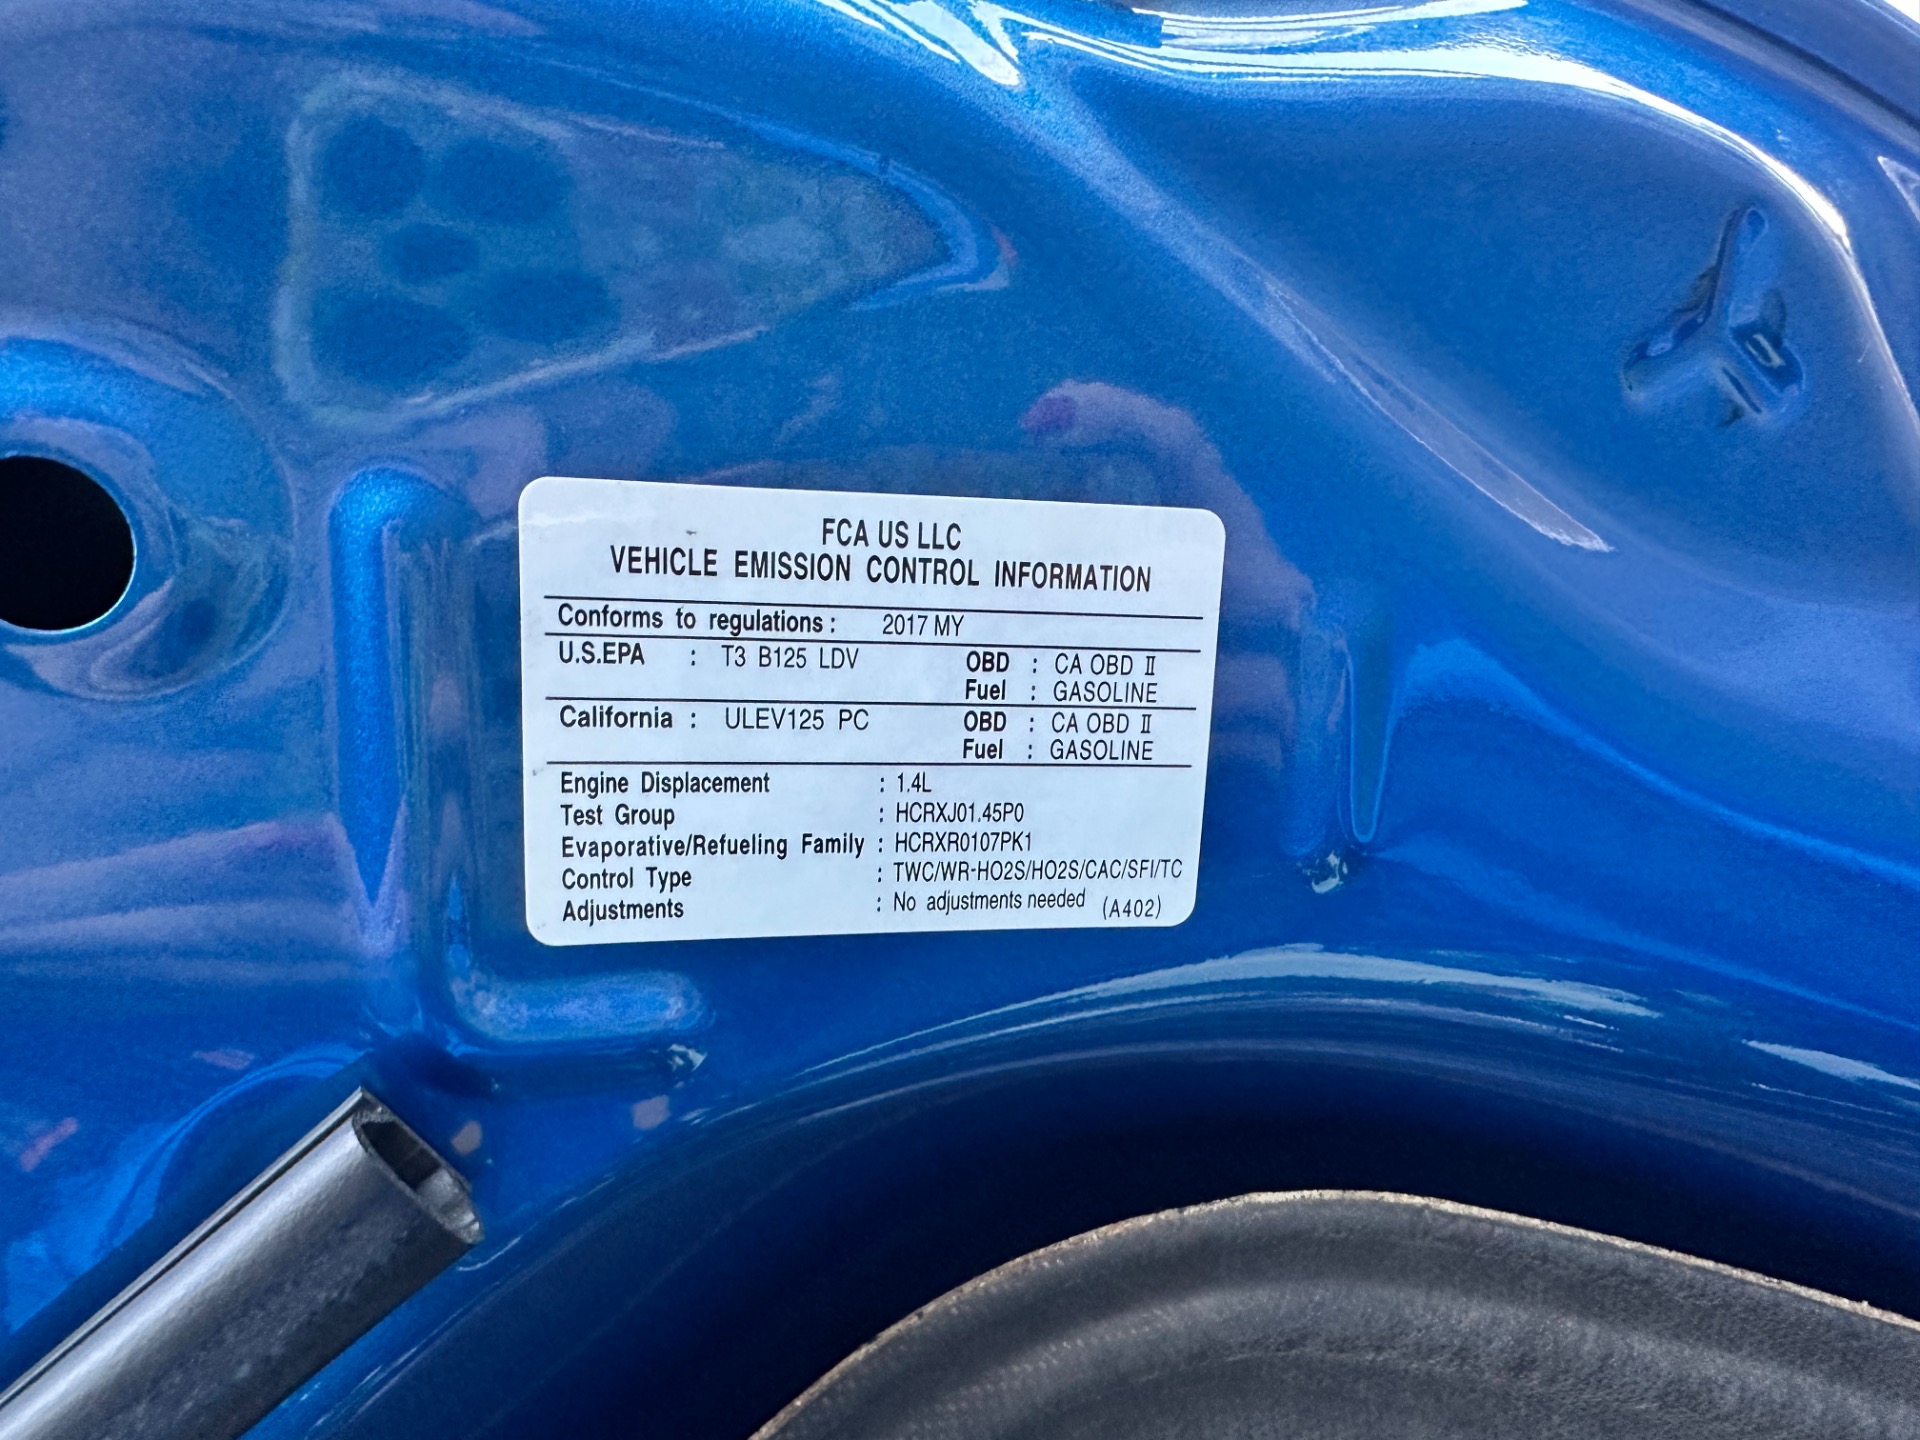 FCA US LLC
VEHICLE EMISSION CONTROL INFORMATION
Conforms to regulations : 2017 MY
U.S.EPA : T3 B125 LDV OBD : CA OBD II
Fuel : GASOLINE
California : ULEV125 PC OBD : CA OBD II
Fuel : GASOLINE
Engine Displacement : 1.4L
Test Group : HCRXJ01.45P0
Evaporative/Refueling Family : HCRXR0107PK1
Control Type : TWC/WR-HO2S/HO2S/CAC/SFI/TC
Adjustments : No adjustments needed (A402)